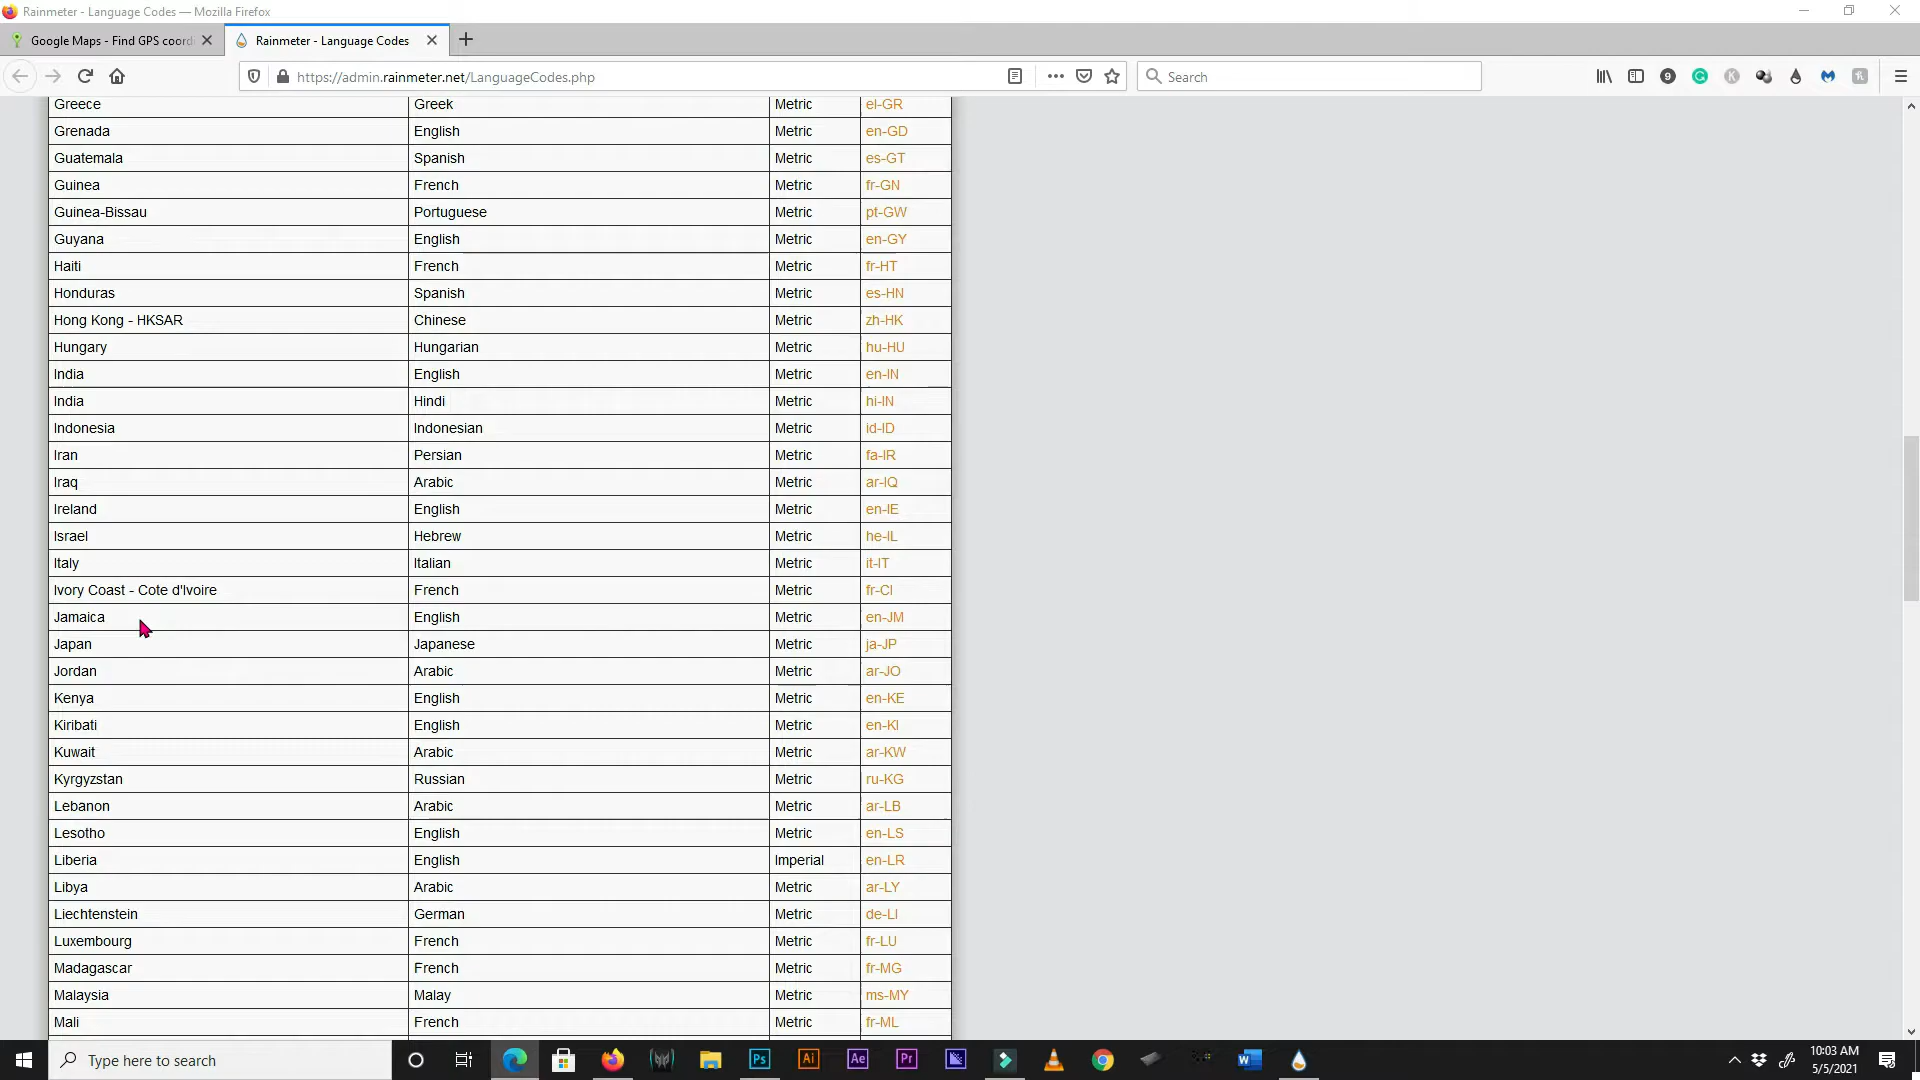 Rainmeter - Language Codes — Mozilla Firefox
Google Maps - Find GPS coord
Rainmeter - Language Codes
https://admin.rainmeter.net/LanguageCodes.php
Search
Greece Greek Metric el-GR
Grenada English Metric en-GD
Guatemala Spanish Metric es-GT
Guinea French Metric fr-GN
Guinea-Bissau Portuguese Metric pt-GW
Guyana English Metric en-GY
Haiti French Metric fr-HT
Honduras Spanish Metric es-HN
Hong Kong - HKSAR Chinese Metric zh-HK
Hungary Hungarian Metric hu-HU
India English Metric en-IN
India Hindi Metric hi-IN
Indonesia Indonesian Metric id-ID
Iran Persian Metric fa-IR
Iraq Arabic Metric ar-IQ
Ireland English Metric en-IE
Israel Hebrew Metric he-IL
Italy Italian Metric it-IT
Ivory Coast - Cote d'Ivoire French Metric fr-CI
Jamaica English Metric en-JM
Japan Japanese Metric ja-JP
Jordan Arabic Metric ar-JO
Kenya English Metric en-KE
Kiribati English Metric en-KI
Kuwait Arabic Metric ar-KW
Kyrgyzstan Russian Metric ru-KG
Lebanon Arabic Metric ar-LB
Lesotho English Metric en-LS
Liberia English Imperial en-LR
Libya Arabic Metric ar-LY
Liechtenstein German Metric de-LI
Luxembourg French Metric fr-LU
Madagascar French Metric fr-MG
Malaysia Malay Metric ms-MY
Mali French Metric fr-ML
Type here to search
Ps
Ai
Ae
Pr
W
10:03 AM
5/5/2021